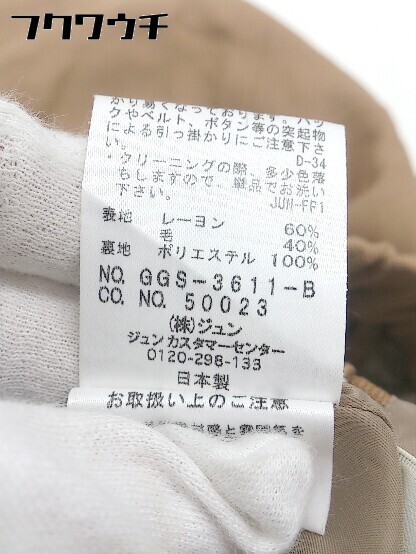 フクワウチ
かり易くなっております。バッ
クやベルト、ボタン等の突起物
による引っ掛かりにご注意下さ
い。
D-34
*クリーニングの際、多少色落
もしますので、単品でお洗い
下さい。
JUN-FF1
表地 レーヨン 60%
毛 40%
裏地 ポリエステル 100%
NO. GGS-3611-B
CO. NO. 50023
(株)ジュン
ジュンカスタマーセンター
0120-298-133
日本製
お取扱い上のご注意